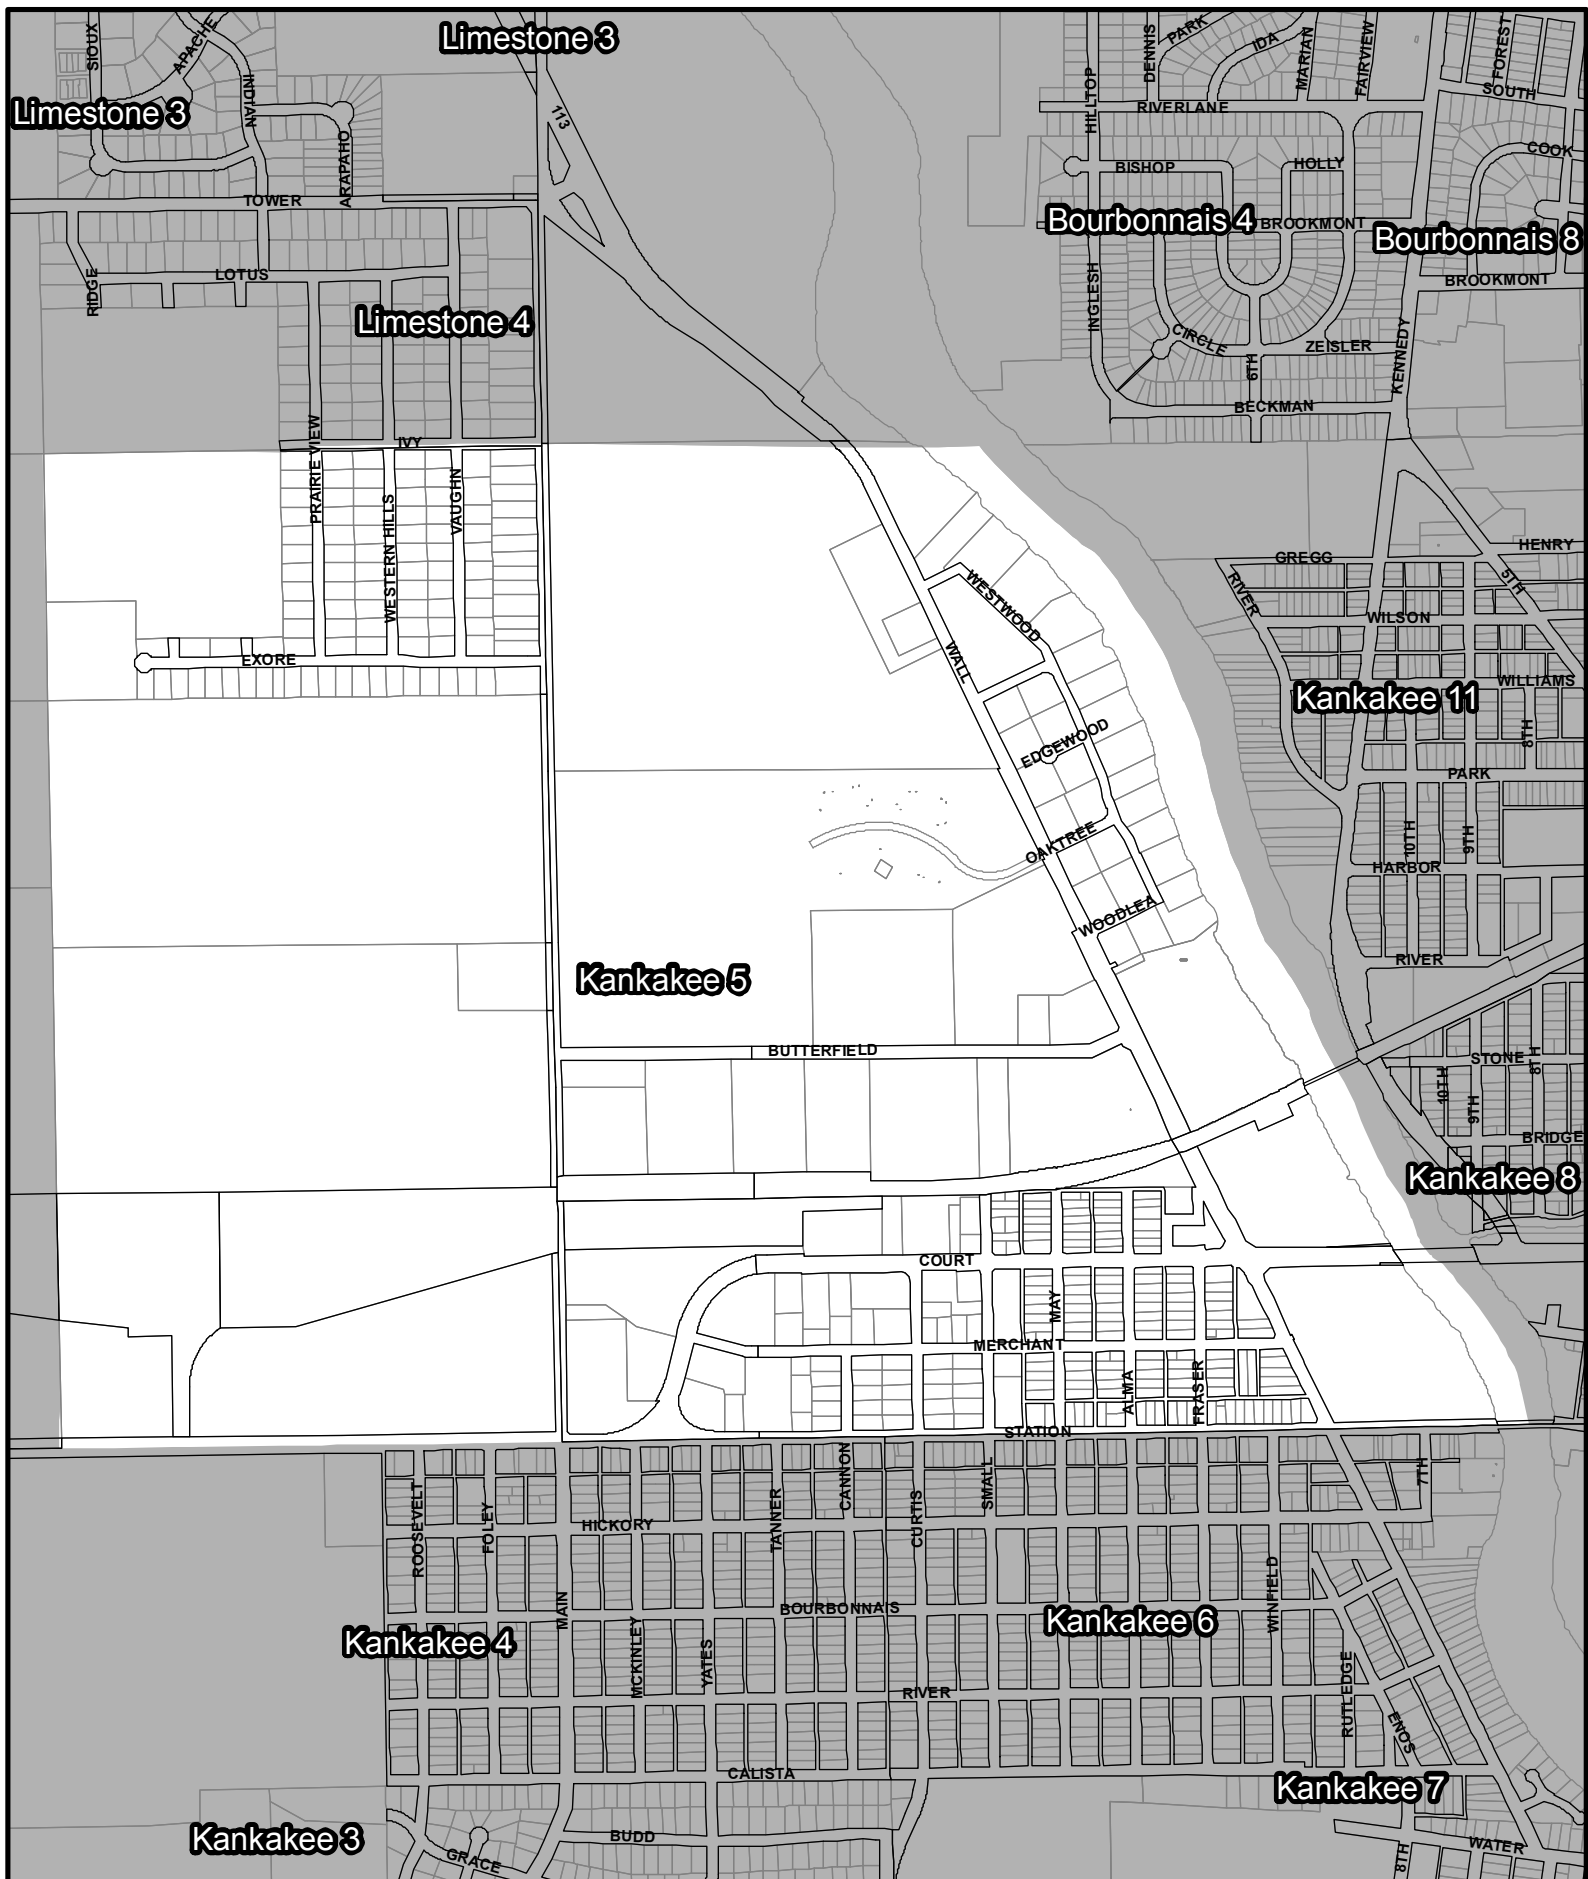 Limestone 3
SIOUX
APACHE
INDIAN
ARAPAHO
Limestone 3
113
TOWER
HILLTOP
DENNIS
PARK
IDA
MARIAN
FAIRVIEW
FOREST
SOUTH
RIVERLANE
COOK
BISHOP
HOLLY
Bourbonnais 4
BROOKMONT
Bourbonnais 8
BROOKMONT
RIDGE
LOTUS
Limestone 4
INGLESH
CIRCLE
6TH
ZEISLER
KENNEDY
BECKMAN
IVY
PRAIRIE VIEW
WESTERN HILLS
VAUGHN
EXORE
WESTWOOD
WALL
EDGEWOOD
OAKTREE
WOODLEA
GREGG
HENRY
RIVER
5TH
WILSON
WILLIAMS
Kankakee 11
8TH
PARK
10TH
9TH
HARBOR
RIVER
Kankakee 5
BUTTERFIELD
STONE
8TH
10TH
9TH
BRIDGE
Kankakee 8
COURT
MAY
MERCHANT
ALMA
FRASER
STATION
CANNON
SMALL
7TH
ROOSEVELT
FOLEY
TANNER
CURTIS
HICKORY
MAIN
BOURBONNAIS
WINFIELD
Kankakee 4
MCKINLEY
YATES
Kankakee 6
RIVER
RUTLEDGE
ENOS
CALISTA
Kankakee 7
Kankakee 3
BUDD
GRACE
8TH
WATER